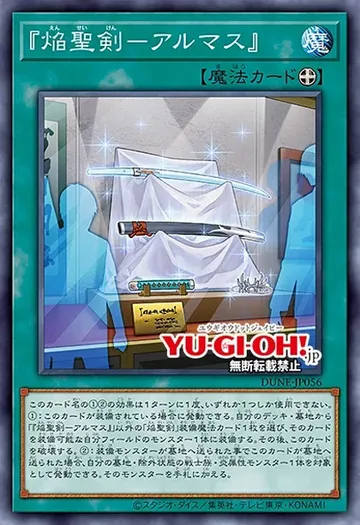 えん せい けん
『焔聖剣－アルマス』
魔
【魔法カード】
ユウギオウドットジェイピー
YU-GI-OH!.jp
無断転載禁止
DUNE-JP056
このカード名の①②の効果は１ターンに１度、いずれか１つしか使用できない。
①：このカードが装備されている場合に発動できる。自分のデッキ・墓地から
『焔聖剣－アルマス』以外の「焔聖剣」装備魔法カード１枚を選び、そのカード
を装備可能な自分フィールドのモンスター１体に装備する。その後、このカード
を破壊する。②：装備モンスターが墓地へ送られた事でこのカードが墓地へ
送られた場合、自分の墓地・除外状態の戦士族・炎属性モンスター１体を対象
として発動できる。そのモンスターを手札に加える。
©スタジオ・ダイス／集英社・テレビ東京・KONAMI